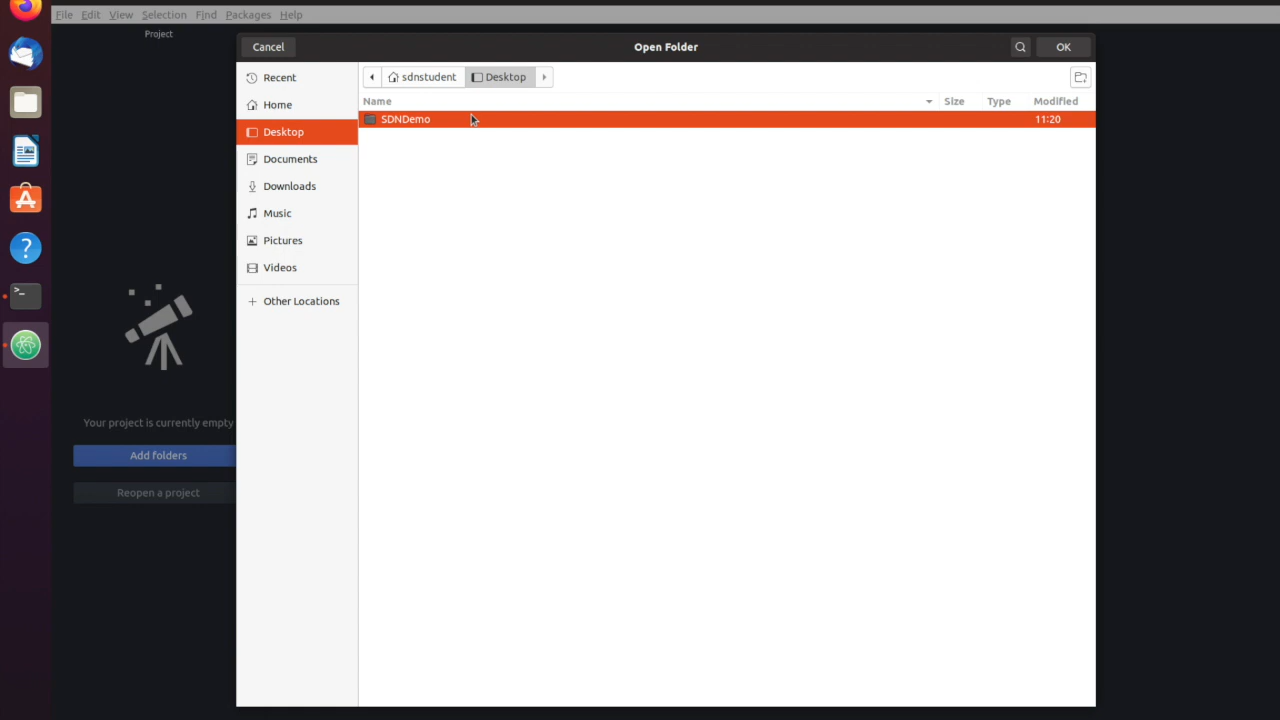 File Edit View Selection Find Packages Help
Project
Cancel Open Folder OK
Recent
Home
Desktop
Documents
Downloads
Music
Pictures
Videos
Other Locations
sdnstudent Desktop
Name Size Type Modified
SDNDemo 11:20
Your project is currently empty
Add folders
Reopen a project